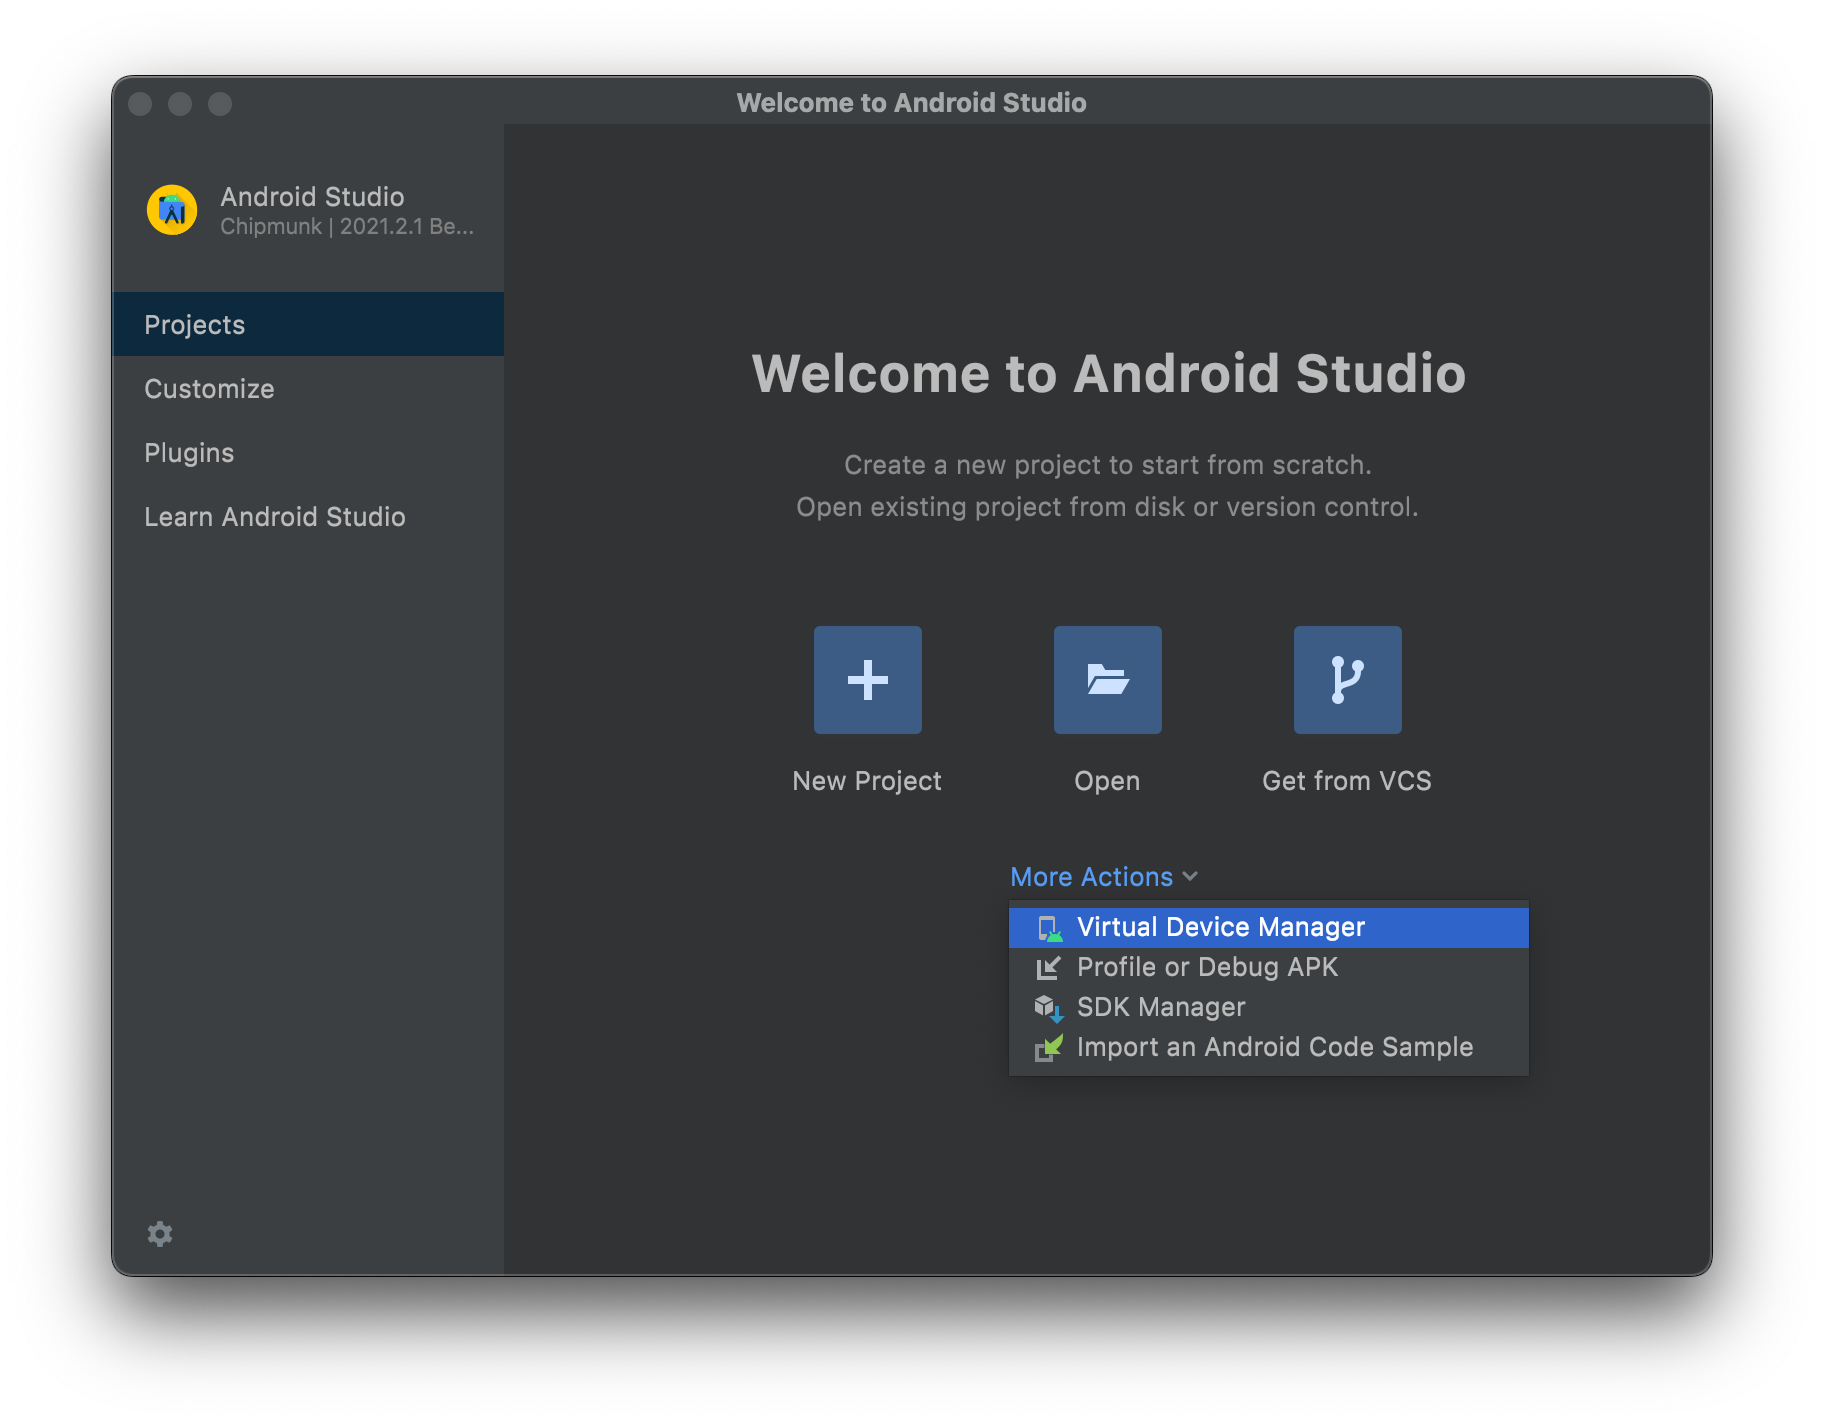 Welcome to Android Studio
Android Studio
Chipmunk | 2021.2.1 Be...
Projects
Customize
Plugins
Learn Android Studio
Welcome to Android Studio
Create a new project to start from scratch.
Open existing project from disk or version control.
New Project
Open
Get from VCS
More Actions
Virtual Device Manager
Profile or Debug APK
SDK Manager
Import an Android Code Sample